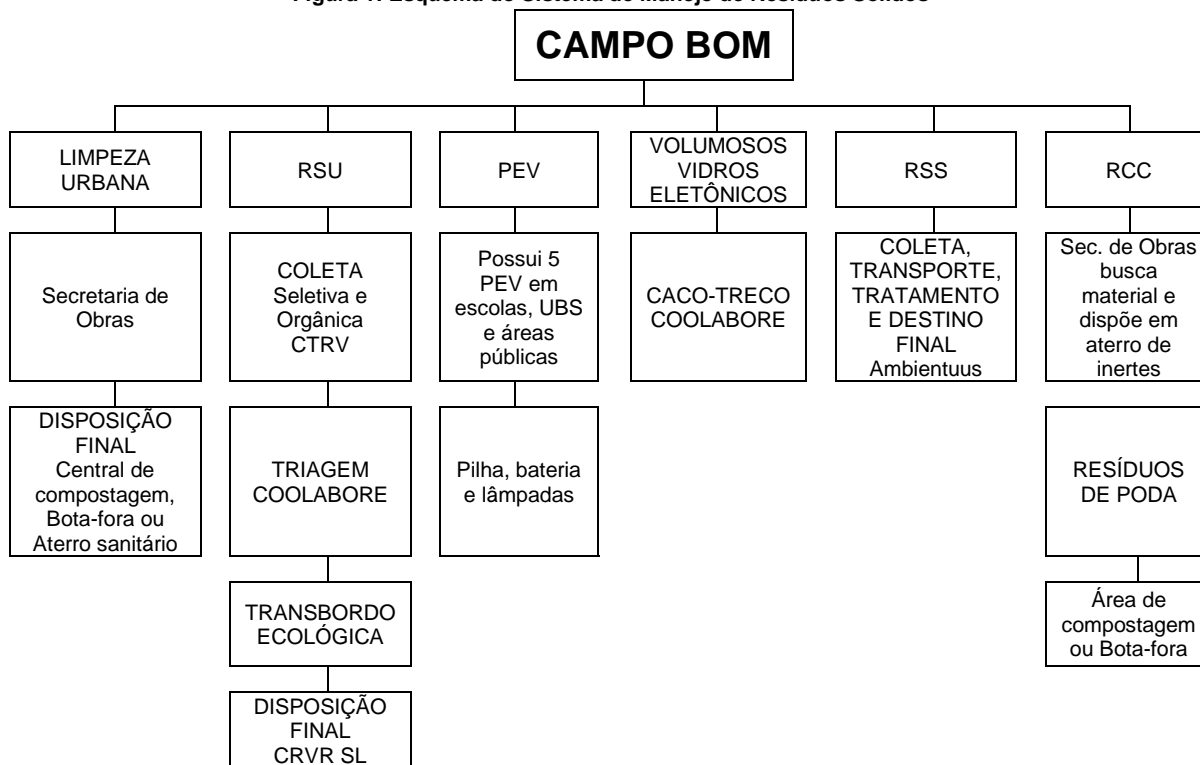 CAMPO BOM
LIMPEZA
URBANA
RSU
PEV
VOLUMOSOS
VIDROS
ELETÔNICOS
RSS
RCC
Secretaria de
Obras
COLETA
Seletiva e
Orgânica
CTRV
Possui 5
PEV em
escolas, UBS
e áreas
públicas
CACO-TRECO
COOLABORE
COLETA,
TRANSPORTE,
TRATAMENTO
E DESTINO
FINAL
Ambientuus
Sec. de Obras
busca
material e
dispõe em
aterro de
inertes
DISPOSIÇÃO
FINAL
Central de
compostagem,
Bota-fora ou
Aterro sanitário
TRIAGEM
COOLABORE
Pilha, bateria
e lâmpadas
RESÍDUOS
DE PODA
TRANSBORDO
ECOLÓGICA
Área de
compostagem
ou Bota-fora
DISPOSIÇÃO
FINAL
CRVR SL